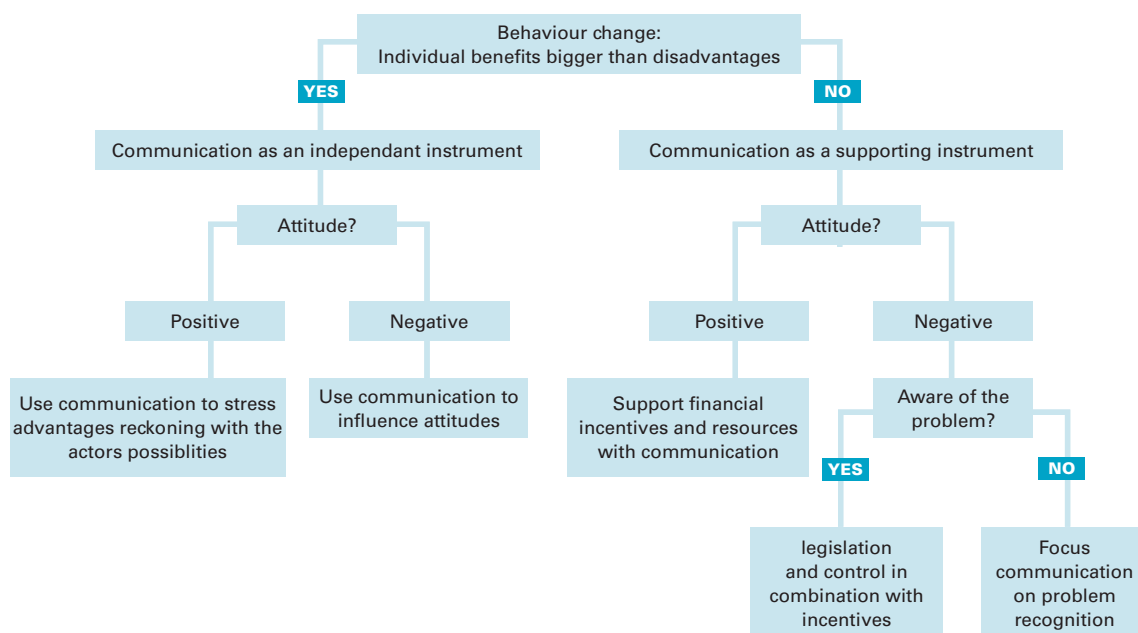 Behaviour change:
Individual benefits bigger than disadvantages
YES
NO
Communication as an independant instrument
Communication as a supporting instrument
Attitude?
Attitude?
Positive
Negative
Positive
Negative
Use communication to stress
advantages reckoning with the
actors possiblities
Use communication to
influence attitudes
Support financial
incentives and resources
with communication
Aware of the
problem?
YES
NO
legislation
and control in
combination with
incentives
Focus
communication
on problem
recognition